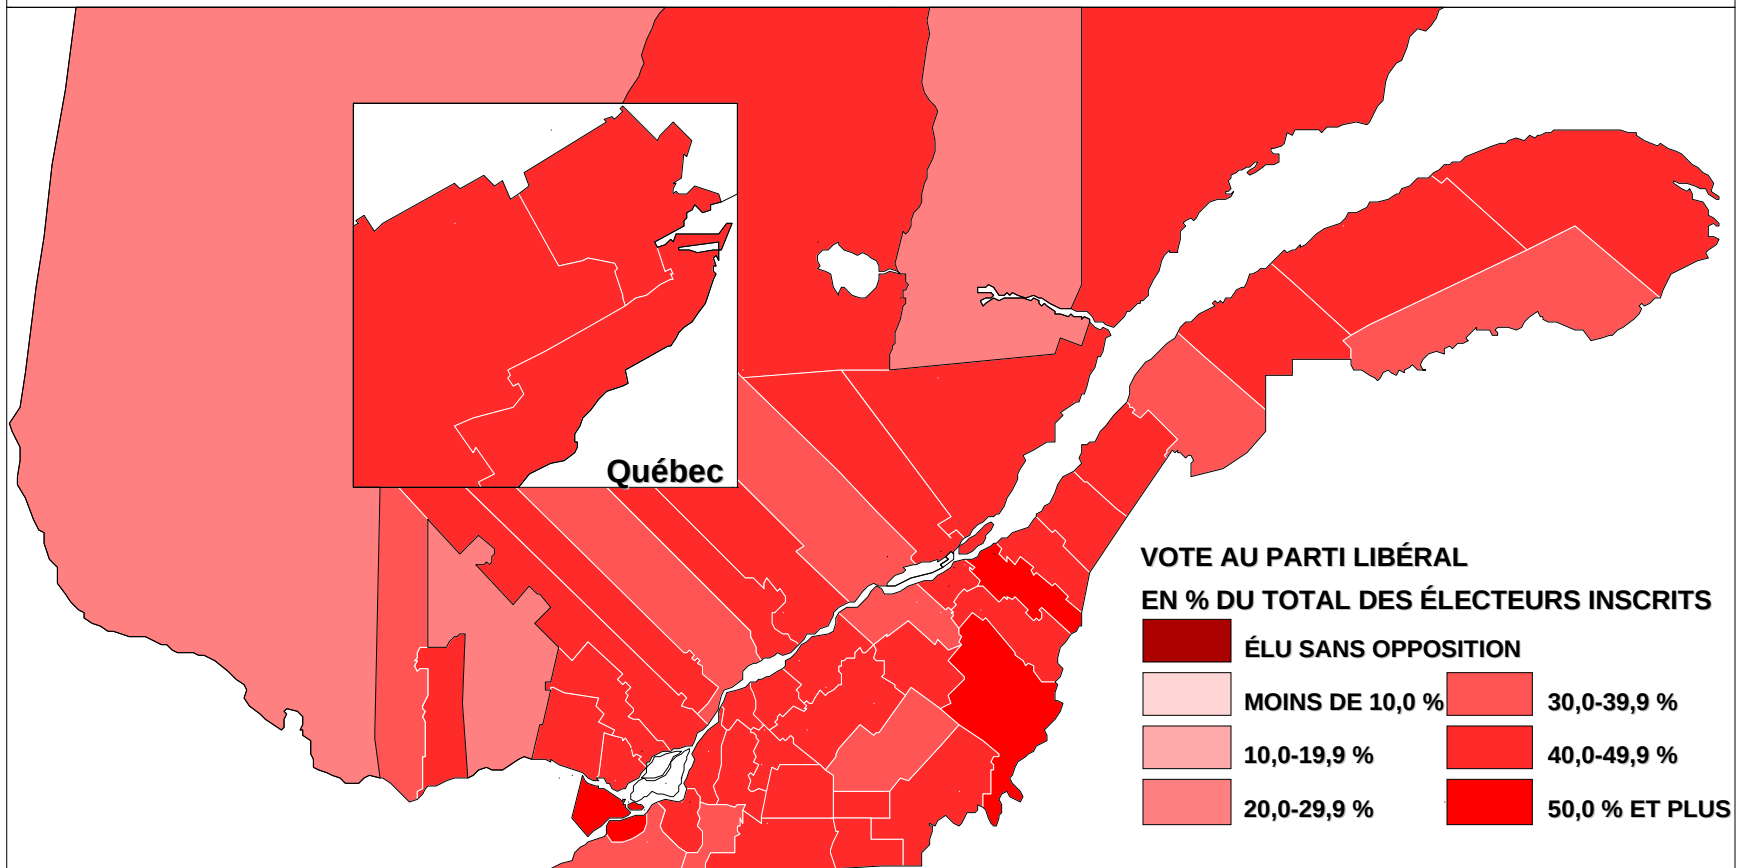 Québec
VOTE AU PARTI LIBÉRAL
EN % DU TOTAL DES ÉLECTEURS INSCRITS
ÉLU SANS OPPOSITION
MOINS DE 10,0 %
30,0-39,9 %
10,0-19,9 %
40,0-49,9 %
20,0-29,9 %
50,0 % ET PLUS